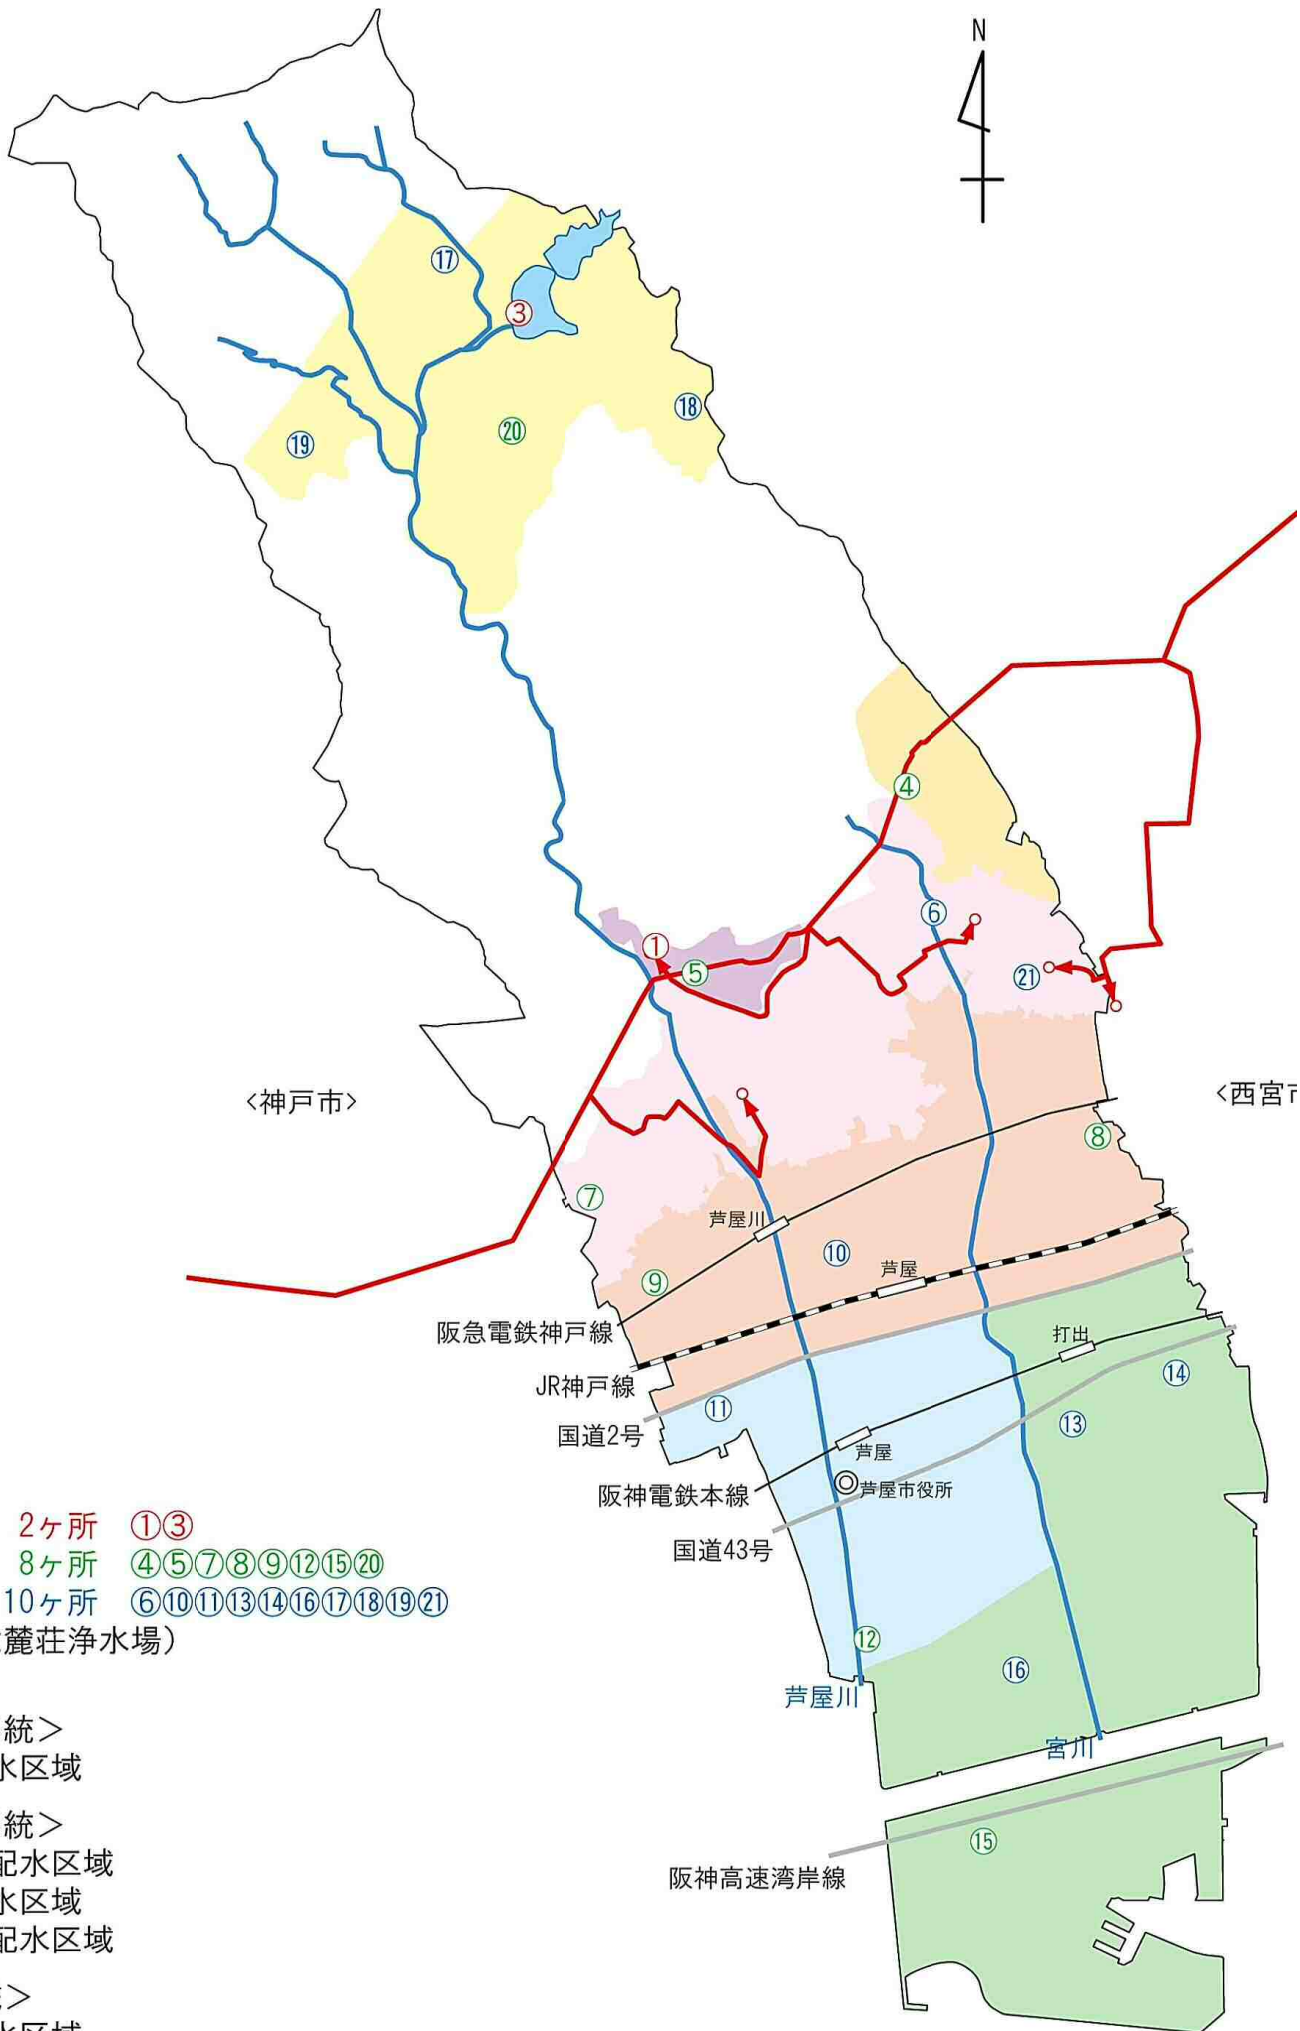 N
⑰
③
⑱
⑲
⑳
④
⑥
①
⑤
㉑
<神戸市>
<西宮市
⑧
⑦
芦屋川
⑩
芦屋
⑨
阪急電鉄神戸線
打出
JR神戸線
⑭
⑪
⑬
国道2号
芦屋
芦屋市役所
阪神電鉄本線
国道43号
2ヶ所 ①③
8ヶ所 ④⑤⑦⑧⑨⑫⑮⑳
10ヶ所 ⑥⑩⑪⑬⑭⑯⑰⑱⑲㉑
麓荘浄水場）
⑫
⑯
芦屋川
統＞
宮川
水区域
統＞
⑮
配水区域
阪神高速湾岸線
水区域
配水区域
＞
水区域